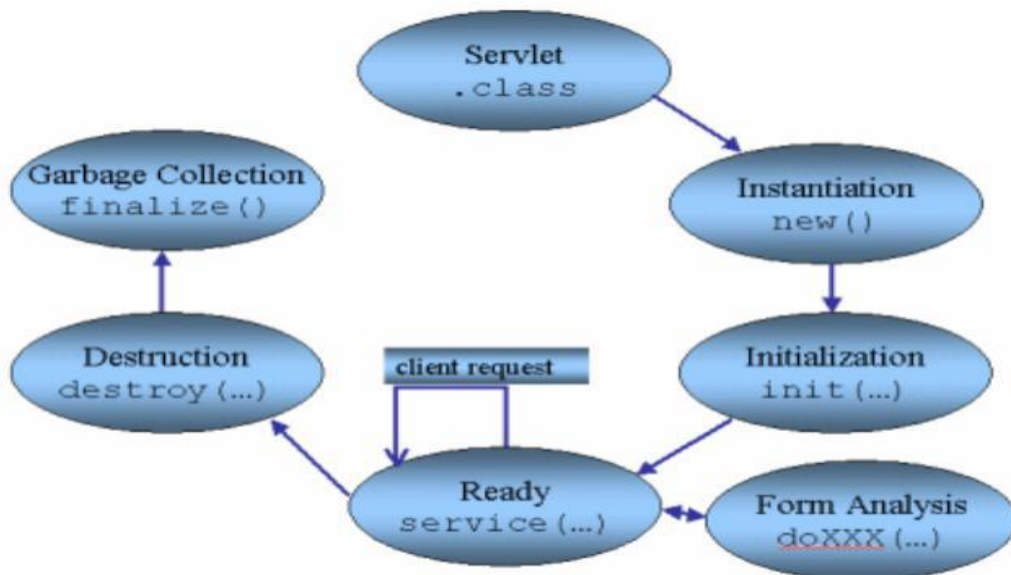 Servlet
.class
Garbage Collection
finalize()
Instantiation
new()
Destruction
destroy(…)
client request
Initialization
init(…)
Ready
service(…)
Form Analysis
doXXX(…)